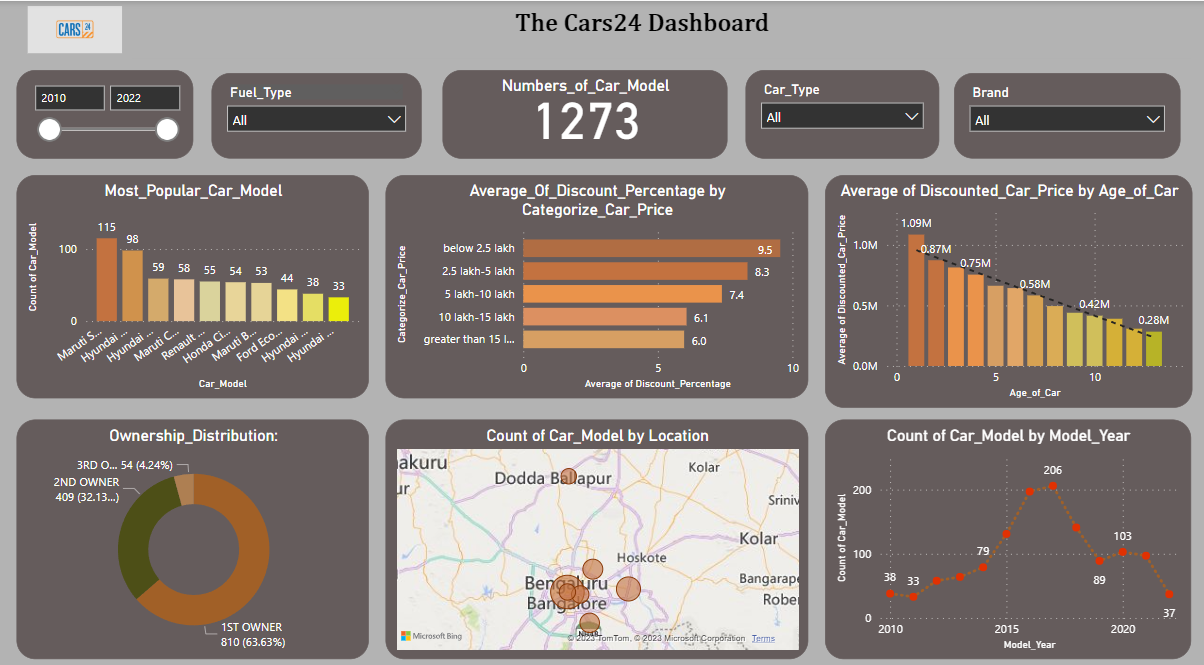 CARS 24
The Cars24 Dashboard
2010
2022
Fuel_Type
All
Numbers_of_Car_Model
1273
Car_Type
All
Brand
All
Most_Popular_Car_Model
Count of Car_Model
100
0
115
98
59
58
55
54
53
44
38
33
Maruti S...
Hyundai ...
Hyundai ...
Maruti C...
Renault ...
Honda Ci...
Maruti B...
Ford Eco...
Hyundai ...
Hyundai ...
Car_Model
Average_Of_Discount_Percentage by
Categorize_Car_Price
Categorize_Car_Price
below 2.5 lakh
9.5
2.5 lakh-5 lakh
8.3
5 lakh-10 lakh
7.4
10 lakh-15 lakh
6.1
greater than 15 l...
6.0
0
5
10
Average of Discount_Percentage
Average of Discounted_Car_Price by Age_of_Car
Average of Discounted_Car_Price
1.0M
0.5M
0.0M
1.09M
0.87M
0.75M
0.58M
0.42M
0.28M
0
5
10
Age_of_Car
Ownership_Distribution:
3RD O... 54 (4.24%)
2ND OWNER
409 (32.13...)
1ST OWNER
810 (63.63%)
Count of Car_Model by Location
akuru
ur
Dodda Ballapur
Kolar
Sriniv
Kolar
Hoskote
Bengaluru
Bangalore
Bangarape
Rober
Microsoft Bing
© 2023 TomTom, © 2023 Microsoft Corporation
Terms
Count of Car_Model by Model_Year
Count of Car_Model
200
100
0
38
33
79
206
89
103
37
2010
2015
2020
Model_Year